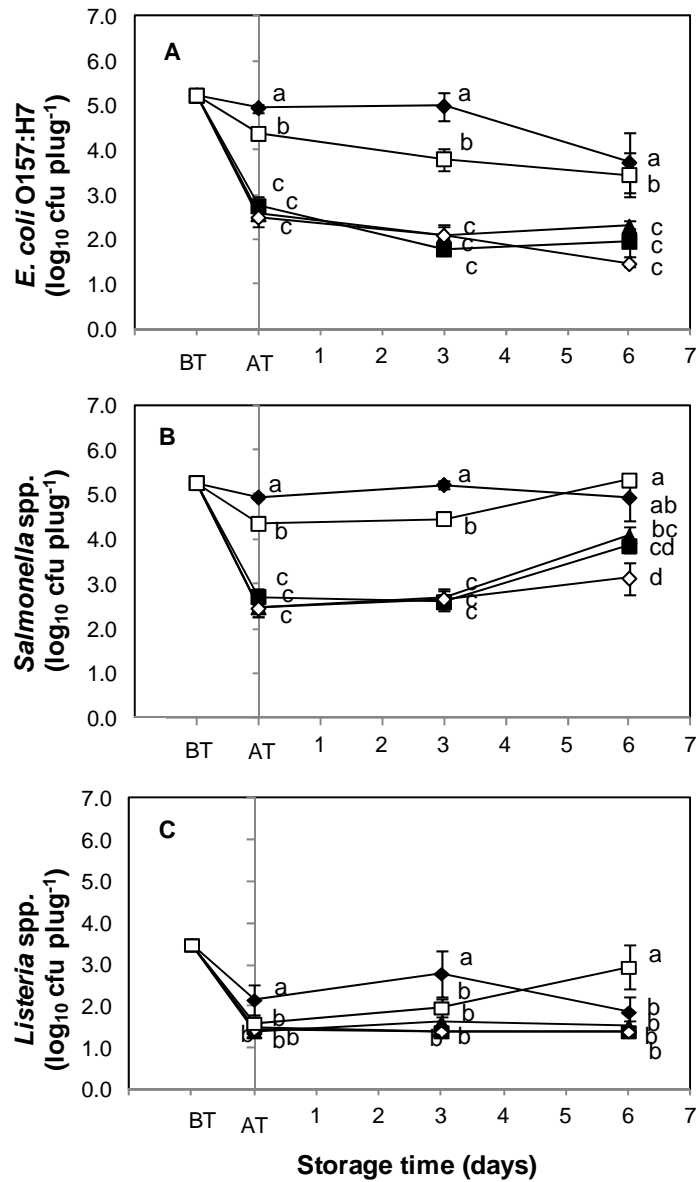 7.0
A
6.0
a
a
5.0
b
b
4.0
a
b
3.0
c
c
c
2.0
c
c
c
c
c
c
1.0
0.0
E. coli O157:H7
(log₁₀ cfu plug⁻¹)
BT AT 1 2 3 4 5 6 7
7.0
B
6.0
a
a
a
5.0
ab
b
b
4.0
bc
cd
3.0
c
c
c
c
d
2.0
c
c
1.0
0.0
Salmonella spp.
(log₁₀ cfu plug⁻¹)
BT AT 1 2 3 4 5 6 7
7.0
C
6.0
5.0
4.0
a
a
a
3.0
b
b
2.0
b
b
b
b
b
b
b
b
b
b
1.0
0.0
Listeria spp.
(log₁₀ cfu plug⁻¹)
BT AT 1 2 3 4 5 6 7
Storage time (days)